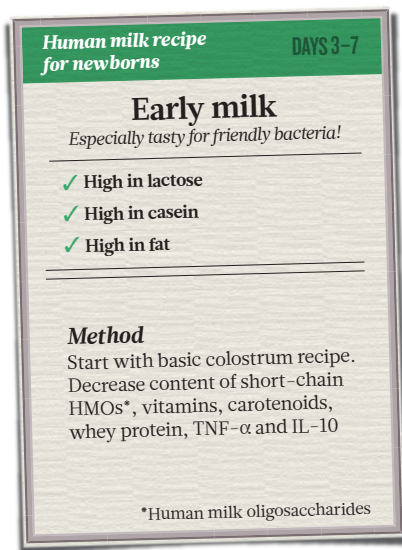 Human milk recipe
for newborns
DAYS 3–7
Early milk
Especially tasty for friendly bacteria!
✓ High in lactose
✓ High in casein
✓ High in fat
Method
Start with basic colostrum recipe.
Decrease content of short-chain
HMOs*, vitamins, carotenoids,
whey protein, TNF-α and IL-10
*Human milk oligosaccharides